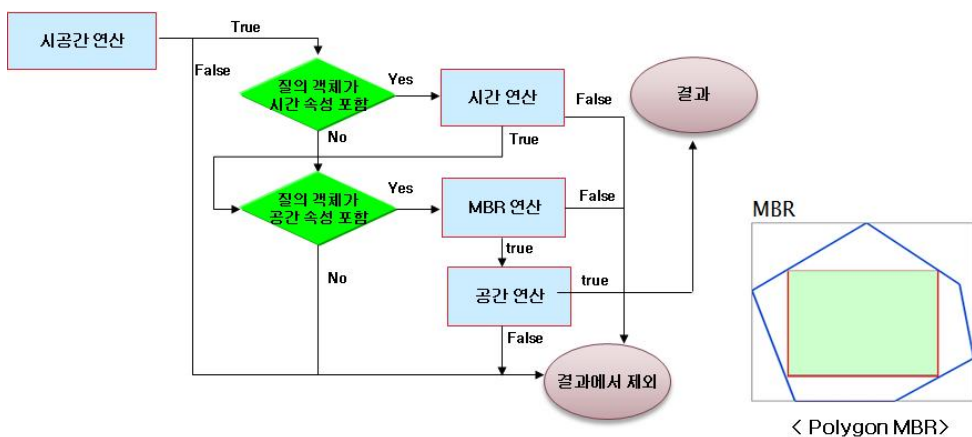 시공간 연산
True
False
질의 객체가
시간 속성 포함
Yes
시간 연산
False
결과
No
True
질의 객체가
공간 속성 포함
Yes
MBR 연산
False
MBR
true
No
공간 연산
true
False
결과에서 제외
< Polygon MBR>